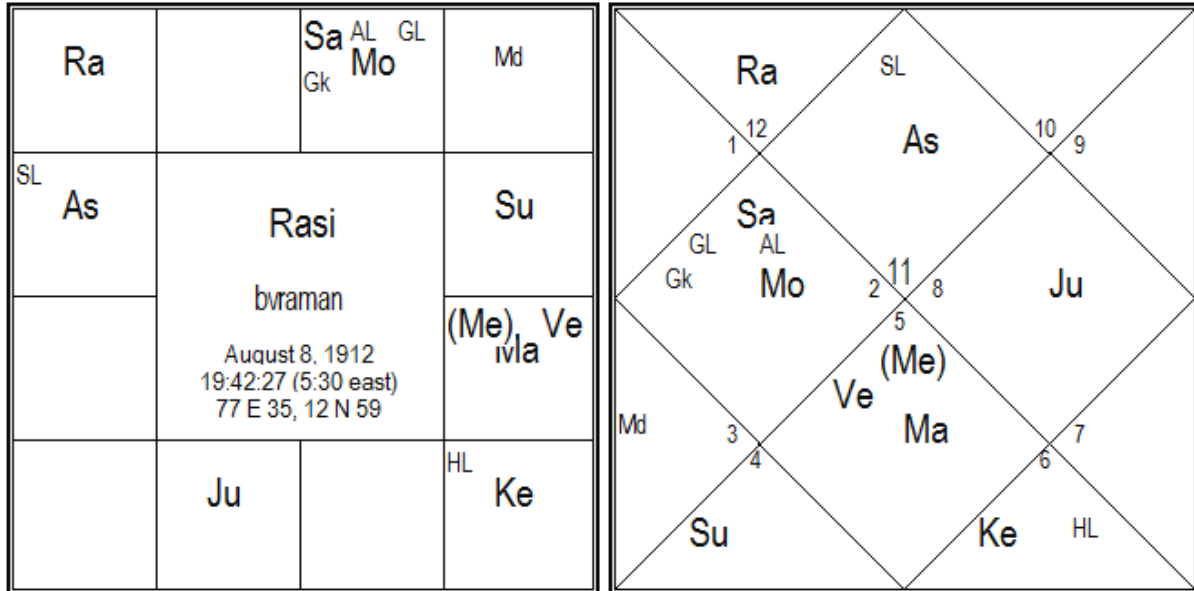 Ra
Sa AL GL
Mo
Gk
Md
SL
As
Su
Rasi
bvraman
August 8, 1912
19:42:27 (5:30 east)
77 E 35, 12 N 59
(Me) Ve
Ma
Ju
HL
Ke
Ra
SL
12
10
1
As
9
Sa
GL AL
Gk
Mo
11
2
8
Ju
5
(Me)
Ve
Ma
Md
3
7
4
6
Su
Ke HL